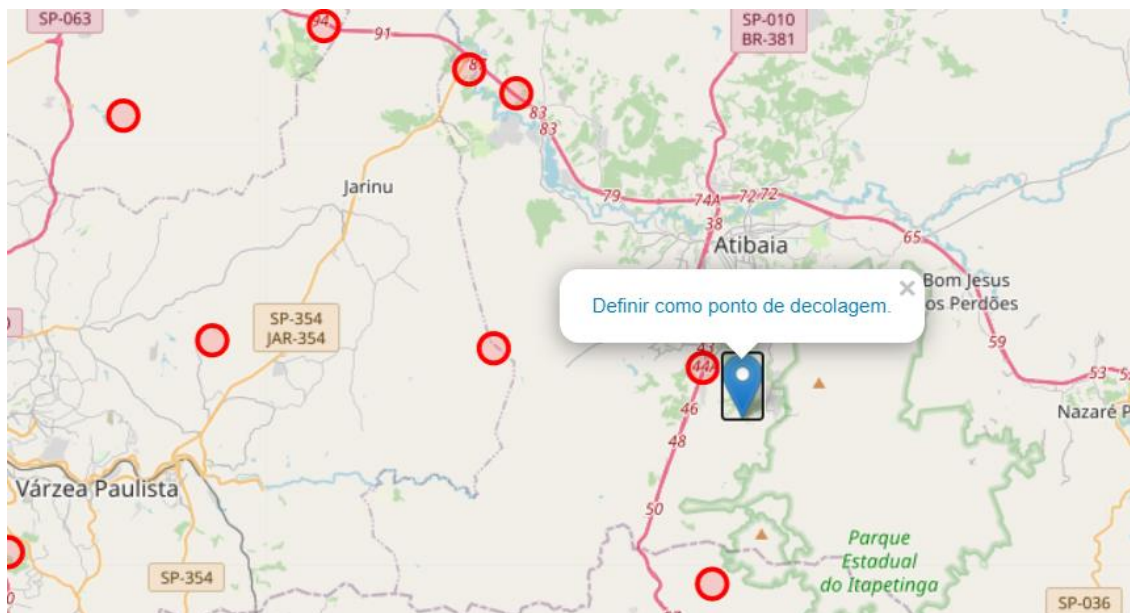 SP-063
94
91
SP-010
BR-381
83
83
Jarinu
79
74A
72
72
38
65
Atibaia
Bom Jesus
os Perdões
Definir como ponto de decolagem.
×
SP-354
JAR-354
43
44A
59
53
46
Nazaré P
48
Várzea Paulista
50
Parque
Estadual
do Itapetinga
SP-354
SP-036